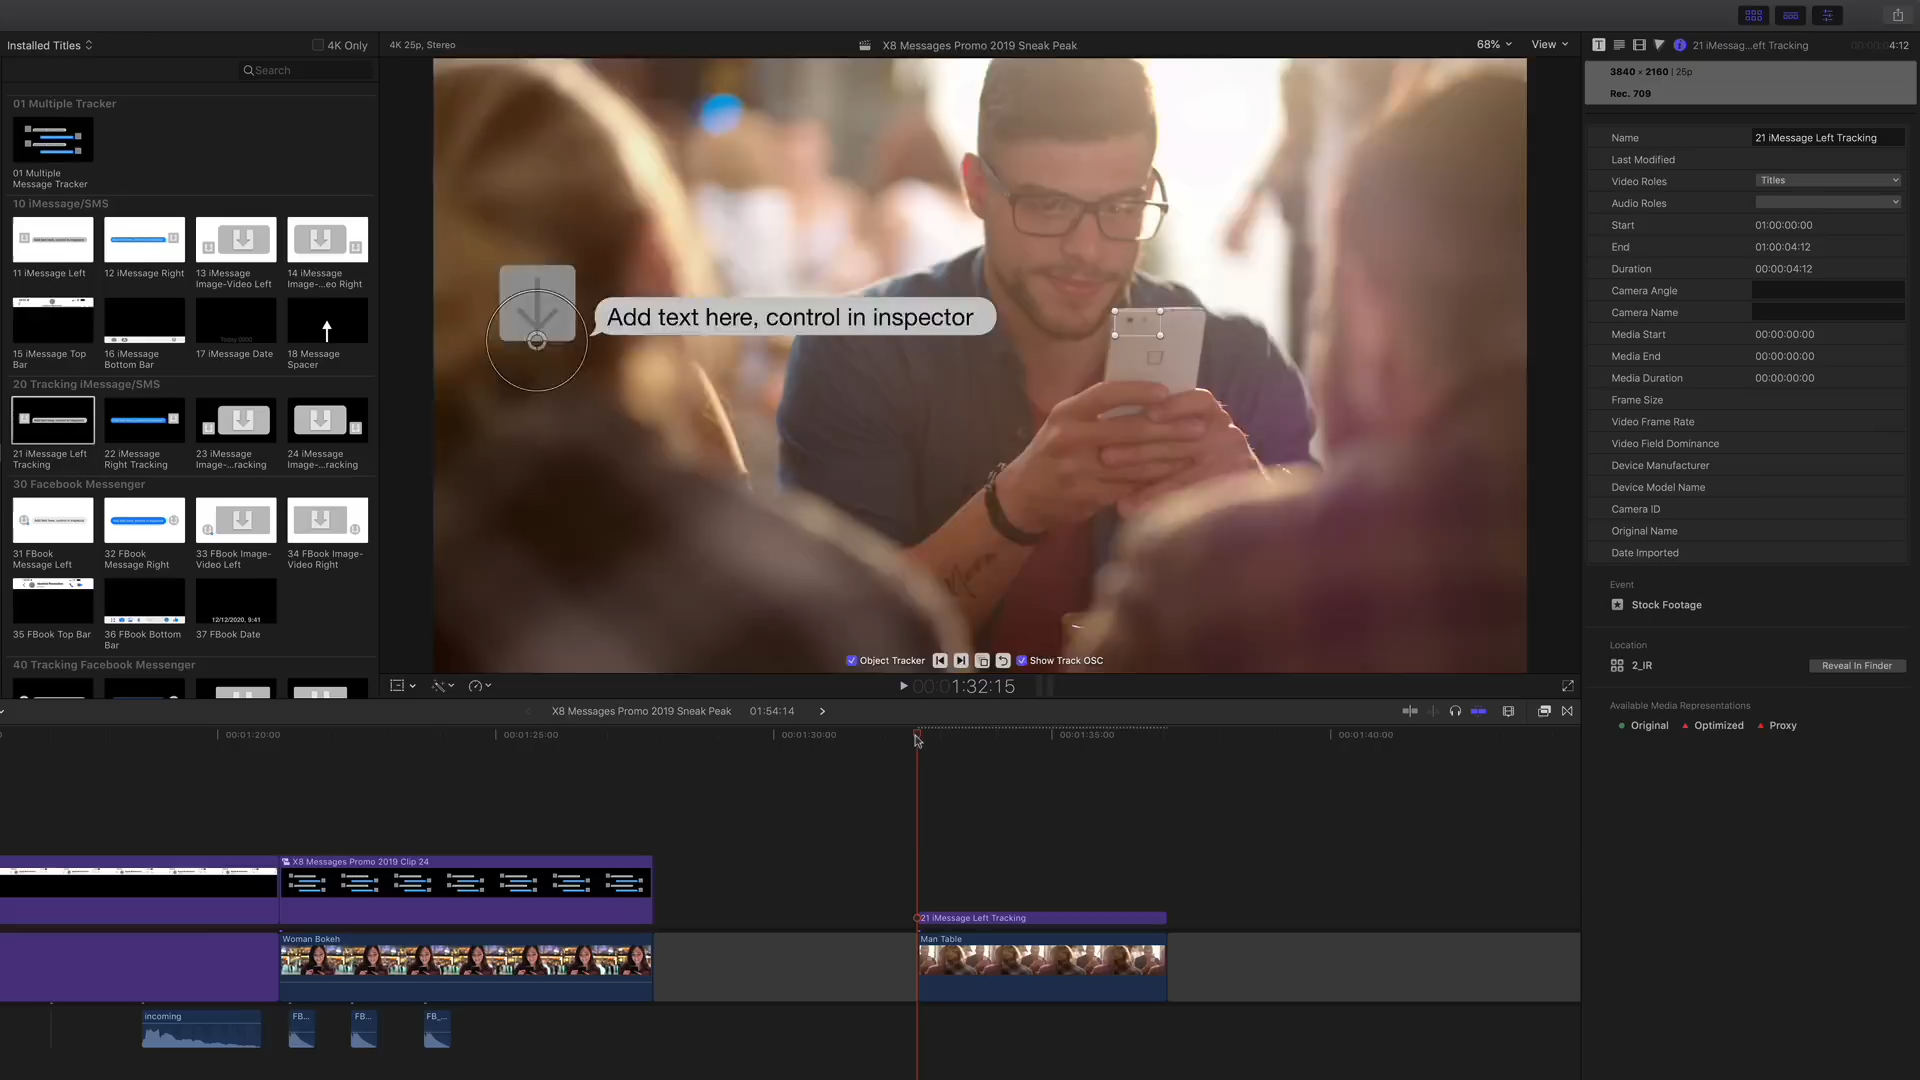 Installed Titles
4K Only
4K 25p, Stereo
X8 Messages Promo 2019 Sneak Peak
68%
View
21 iMessag...eft Tracking
4:12
Search
3840 × 2160 | 25p
Rec. 709
01 Multiple Tracker
01 Multiple
Message Tracker
10 iMessage/SMS
11 iMessage Left
12 iMessage Right
13 iMessage
Image-Video Left
14 iMessage
Image-...eo Right
15 iMessage Top
Bar
16 iMessage
Bottom Bar
Today 0000
17 iMessage Date
18 Message
Spacer
20 Tracking iMessage/SMS
21 iMessage Left
Tracking
22 iMessage
Right Tracking
23 iMessage
Image-...racking
24 iMessage
Image-...racking
30 Facebook Messenger
31 FBook
Message Left
32 FBook
Message Right
33 FBook Image-
Video Left
34 FBook Image-
Video Right
35 FBook Top Bar
36 FBook Bottom
Bar
12/12/2020, 9:41
37 FBook Date
40 Tracking Facebook Messenger
Add text here, control in inspector
Object Tracker
Show Track OSC
00:00:1:32:15
Name
21 iMessage Left Tracking
Last Modified
Video Roles
Titles
Audio Roles
Start
01:00:00:00
End
01:00:04:12
Duration
00:00:04:12
Camera Angle
Camera Name
Media Start
00:00:00:00
Media End
00:00:00:00
Media Duration
00:00:00:00
Frame Size
Video Frame Rate
Video Field Dominance
Device Manufacturer
Device Model Name
Camera ID
Original Name
Date Imported
Event
Stock Footage
Location
2_IR
Reveal In Finder
Available Media Representations
Original
Optimized
Proxy
X8 Messages Promo 2019 Sneak Peak
01:54:14
00:01:20:00
00:01:25:00
00:01:30:00
00:01:35:00
00:01:40:00
X8 Messages Promo 2019 Clip 24
21 iMessage Left Tracking
Woman Bokeh
Man Table
incoming
FB...
FB...
FB_...